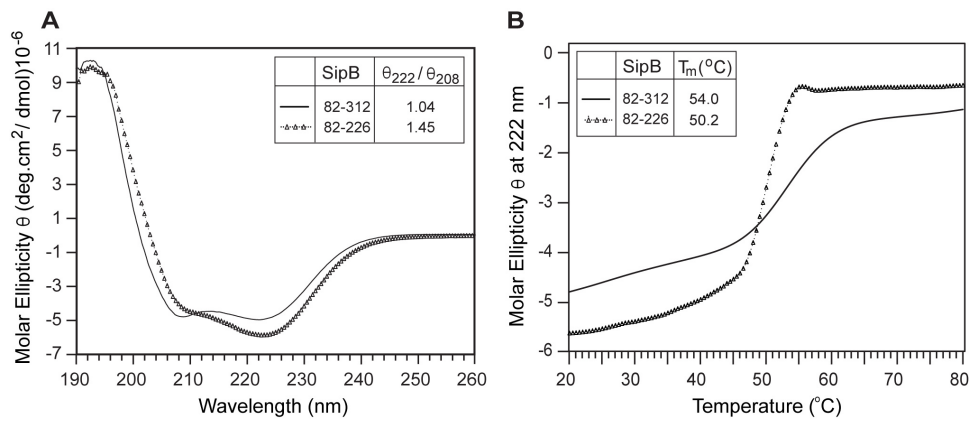 A
Molar Ellipticity θ (deg.cm²/ dmol)10⁻⁶
11
9
7
5
3
1
-1
-3
-5
-7
SipB θ₂₂₂/θ₂₀₈
82-312 1.04
82-226 1.45
190 200 210 220 230 240 250 260
Wavelength (nm)
B
Molar Ellipticity θ at 222 nm
0
-1
-2
-3
-4
-5
-6
SipB Tₘ(°C)
82-312 54.0
82-226 50.2
20 30 40 50 60 70 80
Temperature (°C)